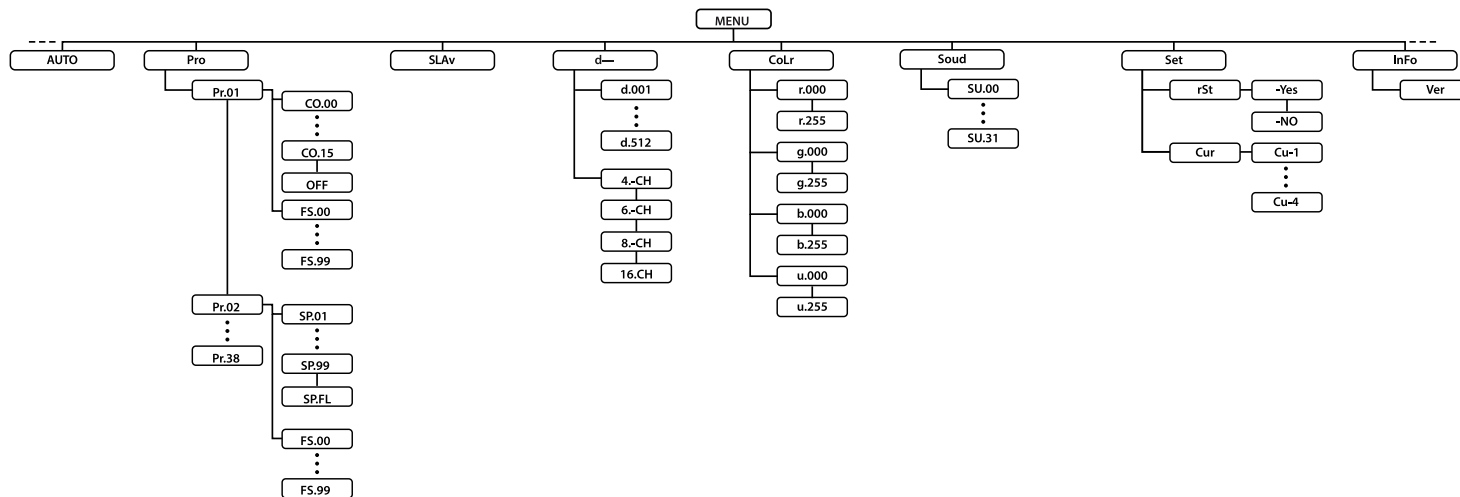 MENU
AUTO
Pro
SLAv
d—
CoLr
Soud
Set
InFo
Pr.01
CO.00
CO.15
OFF
FS.00
FS.99
Pr.02
Pr.38
SP.01
SP.99
SP.FL
FS.00
FS.99
d.001
d.512
4.-CH
6.-CH
8.-CH
16.CH
r.000
r.255
g.000
g.255
b.000
b.255
u.000
u.255
SU.00
SU.31
rSt
-Yes
-NO
Cur
Cu-1
Cu-4
Ver